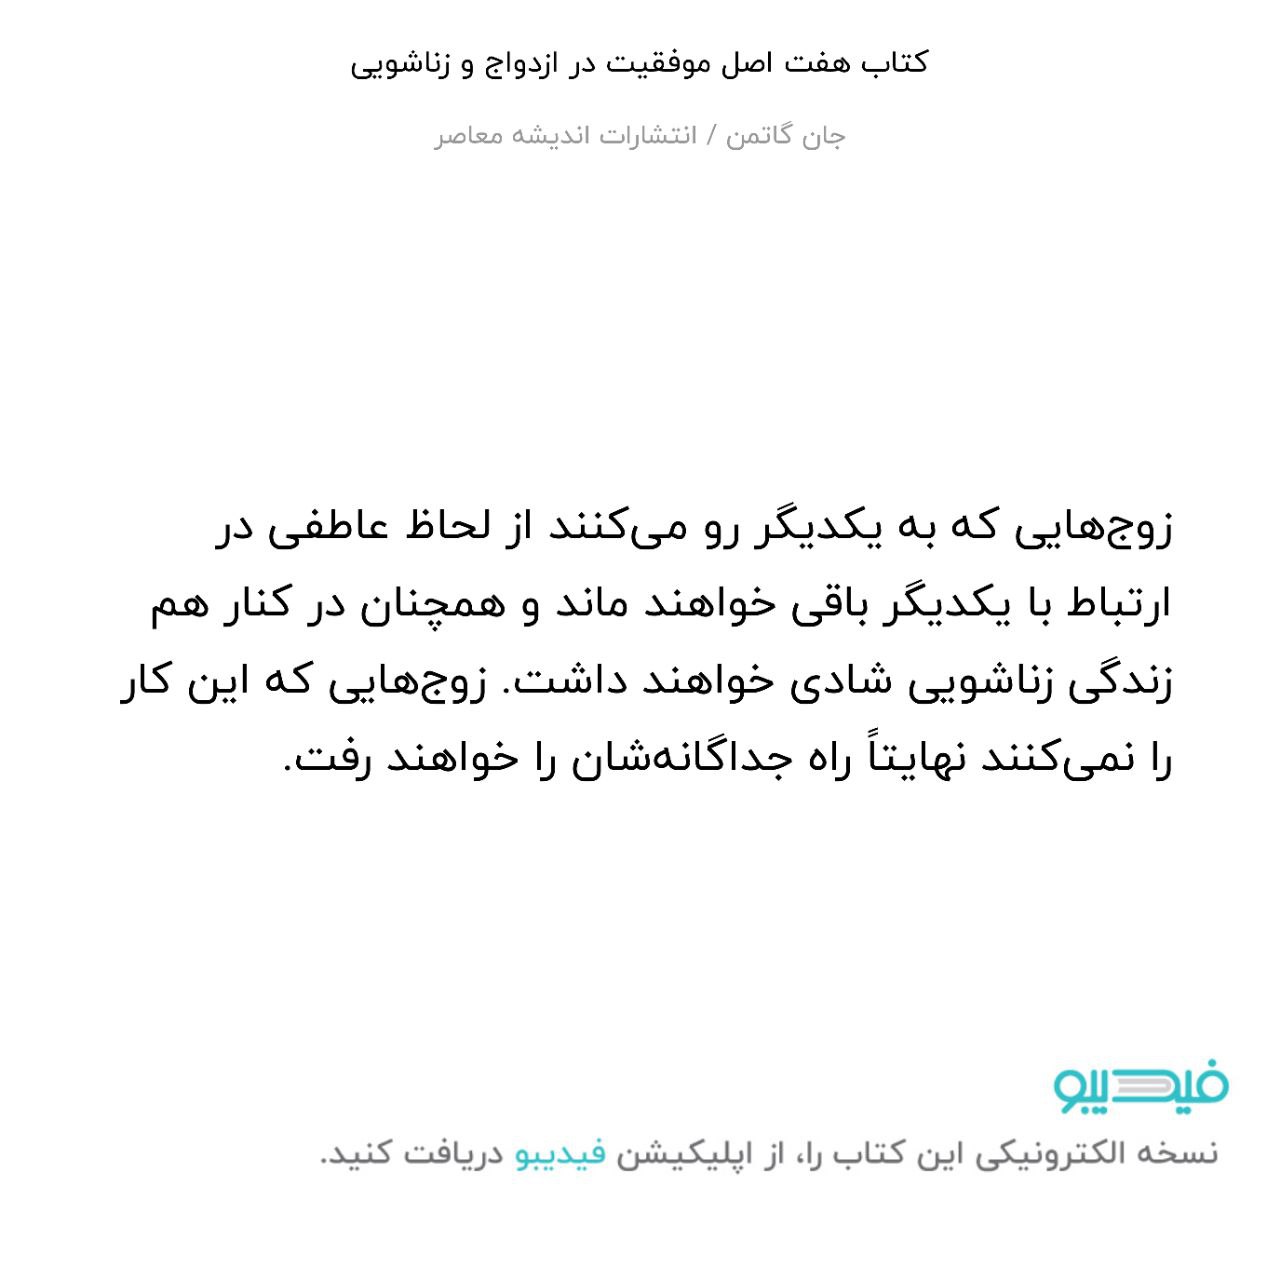 کتاب هفت اصل موفقیت در ازدواج و زناشویی
جان گاتمن / انتشارات اندیشه معاصر
زوج‌هایی که به یکدیگر رو می‌کنند از لحاظ عاطفی در
ارتباط با یکدیگر باقی خواهند ماند و همچنان در کنار هم
زندگی زناشویی شادی خواهند داشت. زوج‌هایی که این کار
را نمی‌کنند نهایتاً راه جداگانه‌شان را خواهند رفت.
فیدیبو
نسخه الکترونیکی این کتاب را، از اپلیکیشن فیدیبو دریافت کنید.